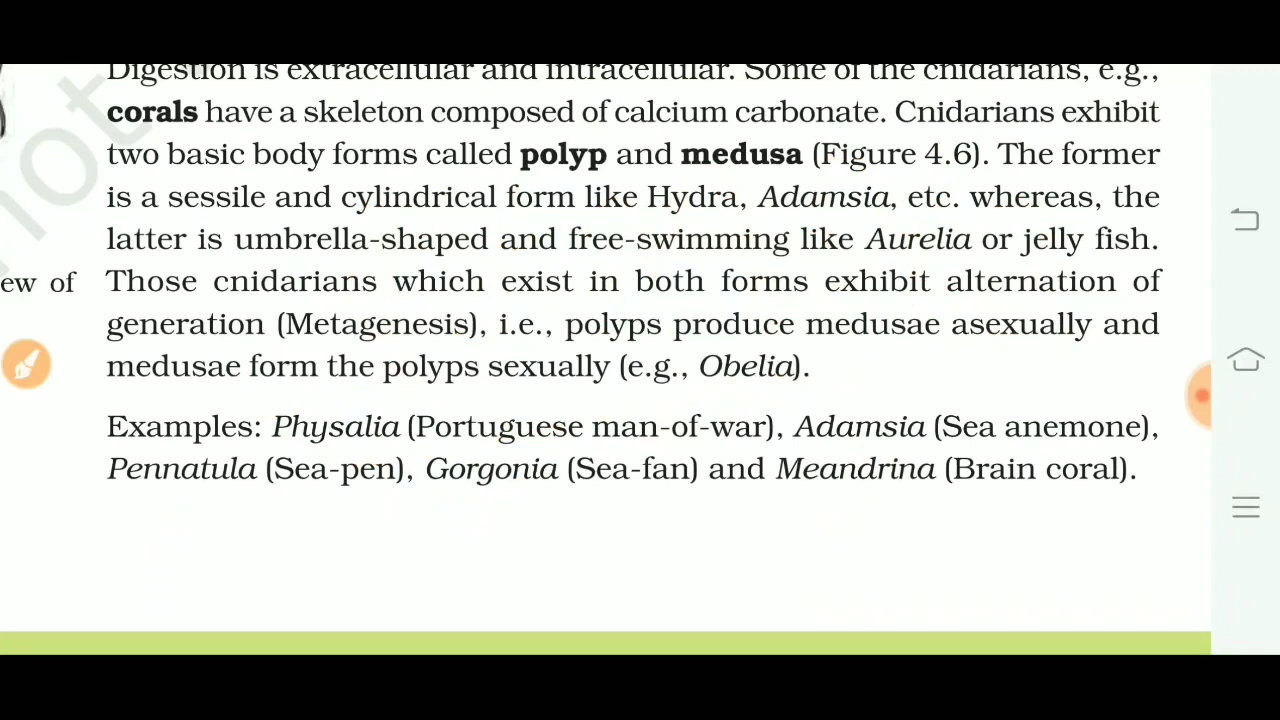 Digestion is extracellular and intracellular. Some of the cnidarians, e.g.,
corals have a skeleton composed of calcium carbonate. Cnidarians exhibit
two basic body forms called polyp and medusa (Figure 4.6). The former
is a sessile and cylindrical form like Hydra, Adamsia, etc. whereas, the
latter is umbrella-shaped and free-swimming like Aurelia or jelly fish.
ew of Those cnidarians which exist in both forms exhibit alternation of
generation (Metagenesis), i.e., polyps produce medusae asexually and
medusae form the polyps sexually (e.g., Obelia).
Examples: Physalia (Portuguese man-of-war), Adamsia (Sea anemone),
Pennatula (Sea-pen), Gorgonia (Sea-fan) and Meandrina (Brain coral).
not